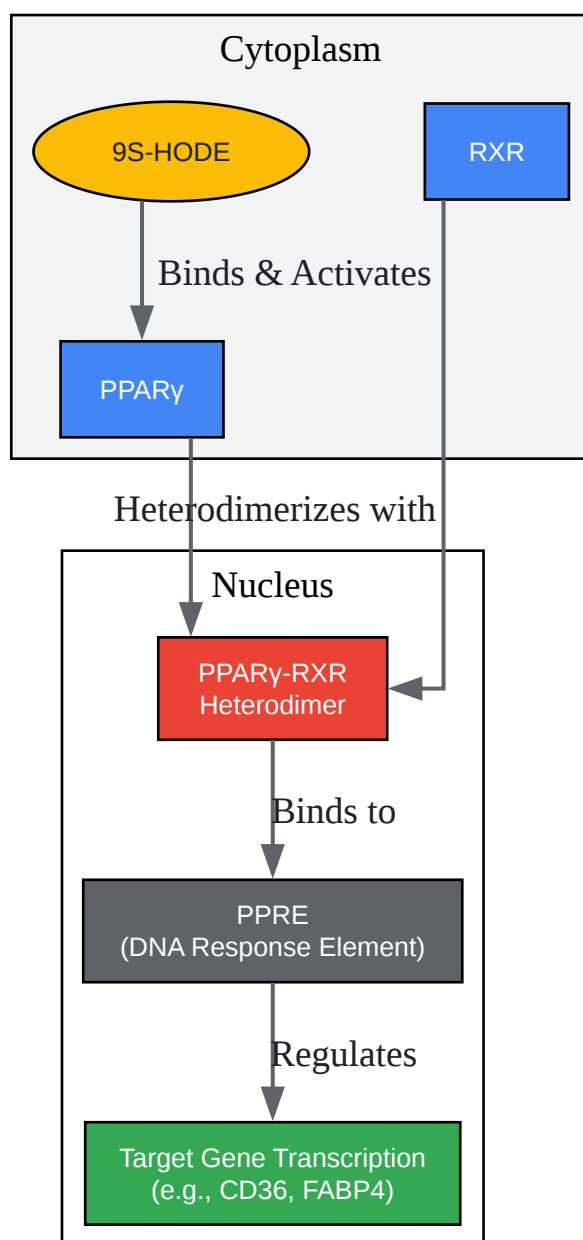 Cytoplasm
9S-HODE
RXR
Binds & Activates
PPARγ
Heterodimerizes with
Nucleus
PPARγ-RXR
Heterodimer
Binds to
PPRE
(DNA Response Element)
Regulates
Target Gene Transcription
(e.g., CD36, FABP4)